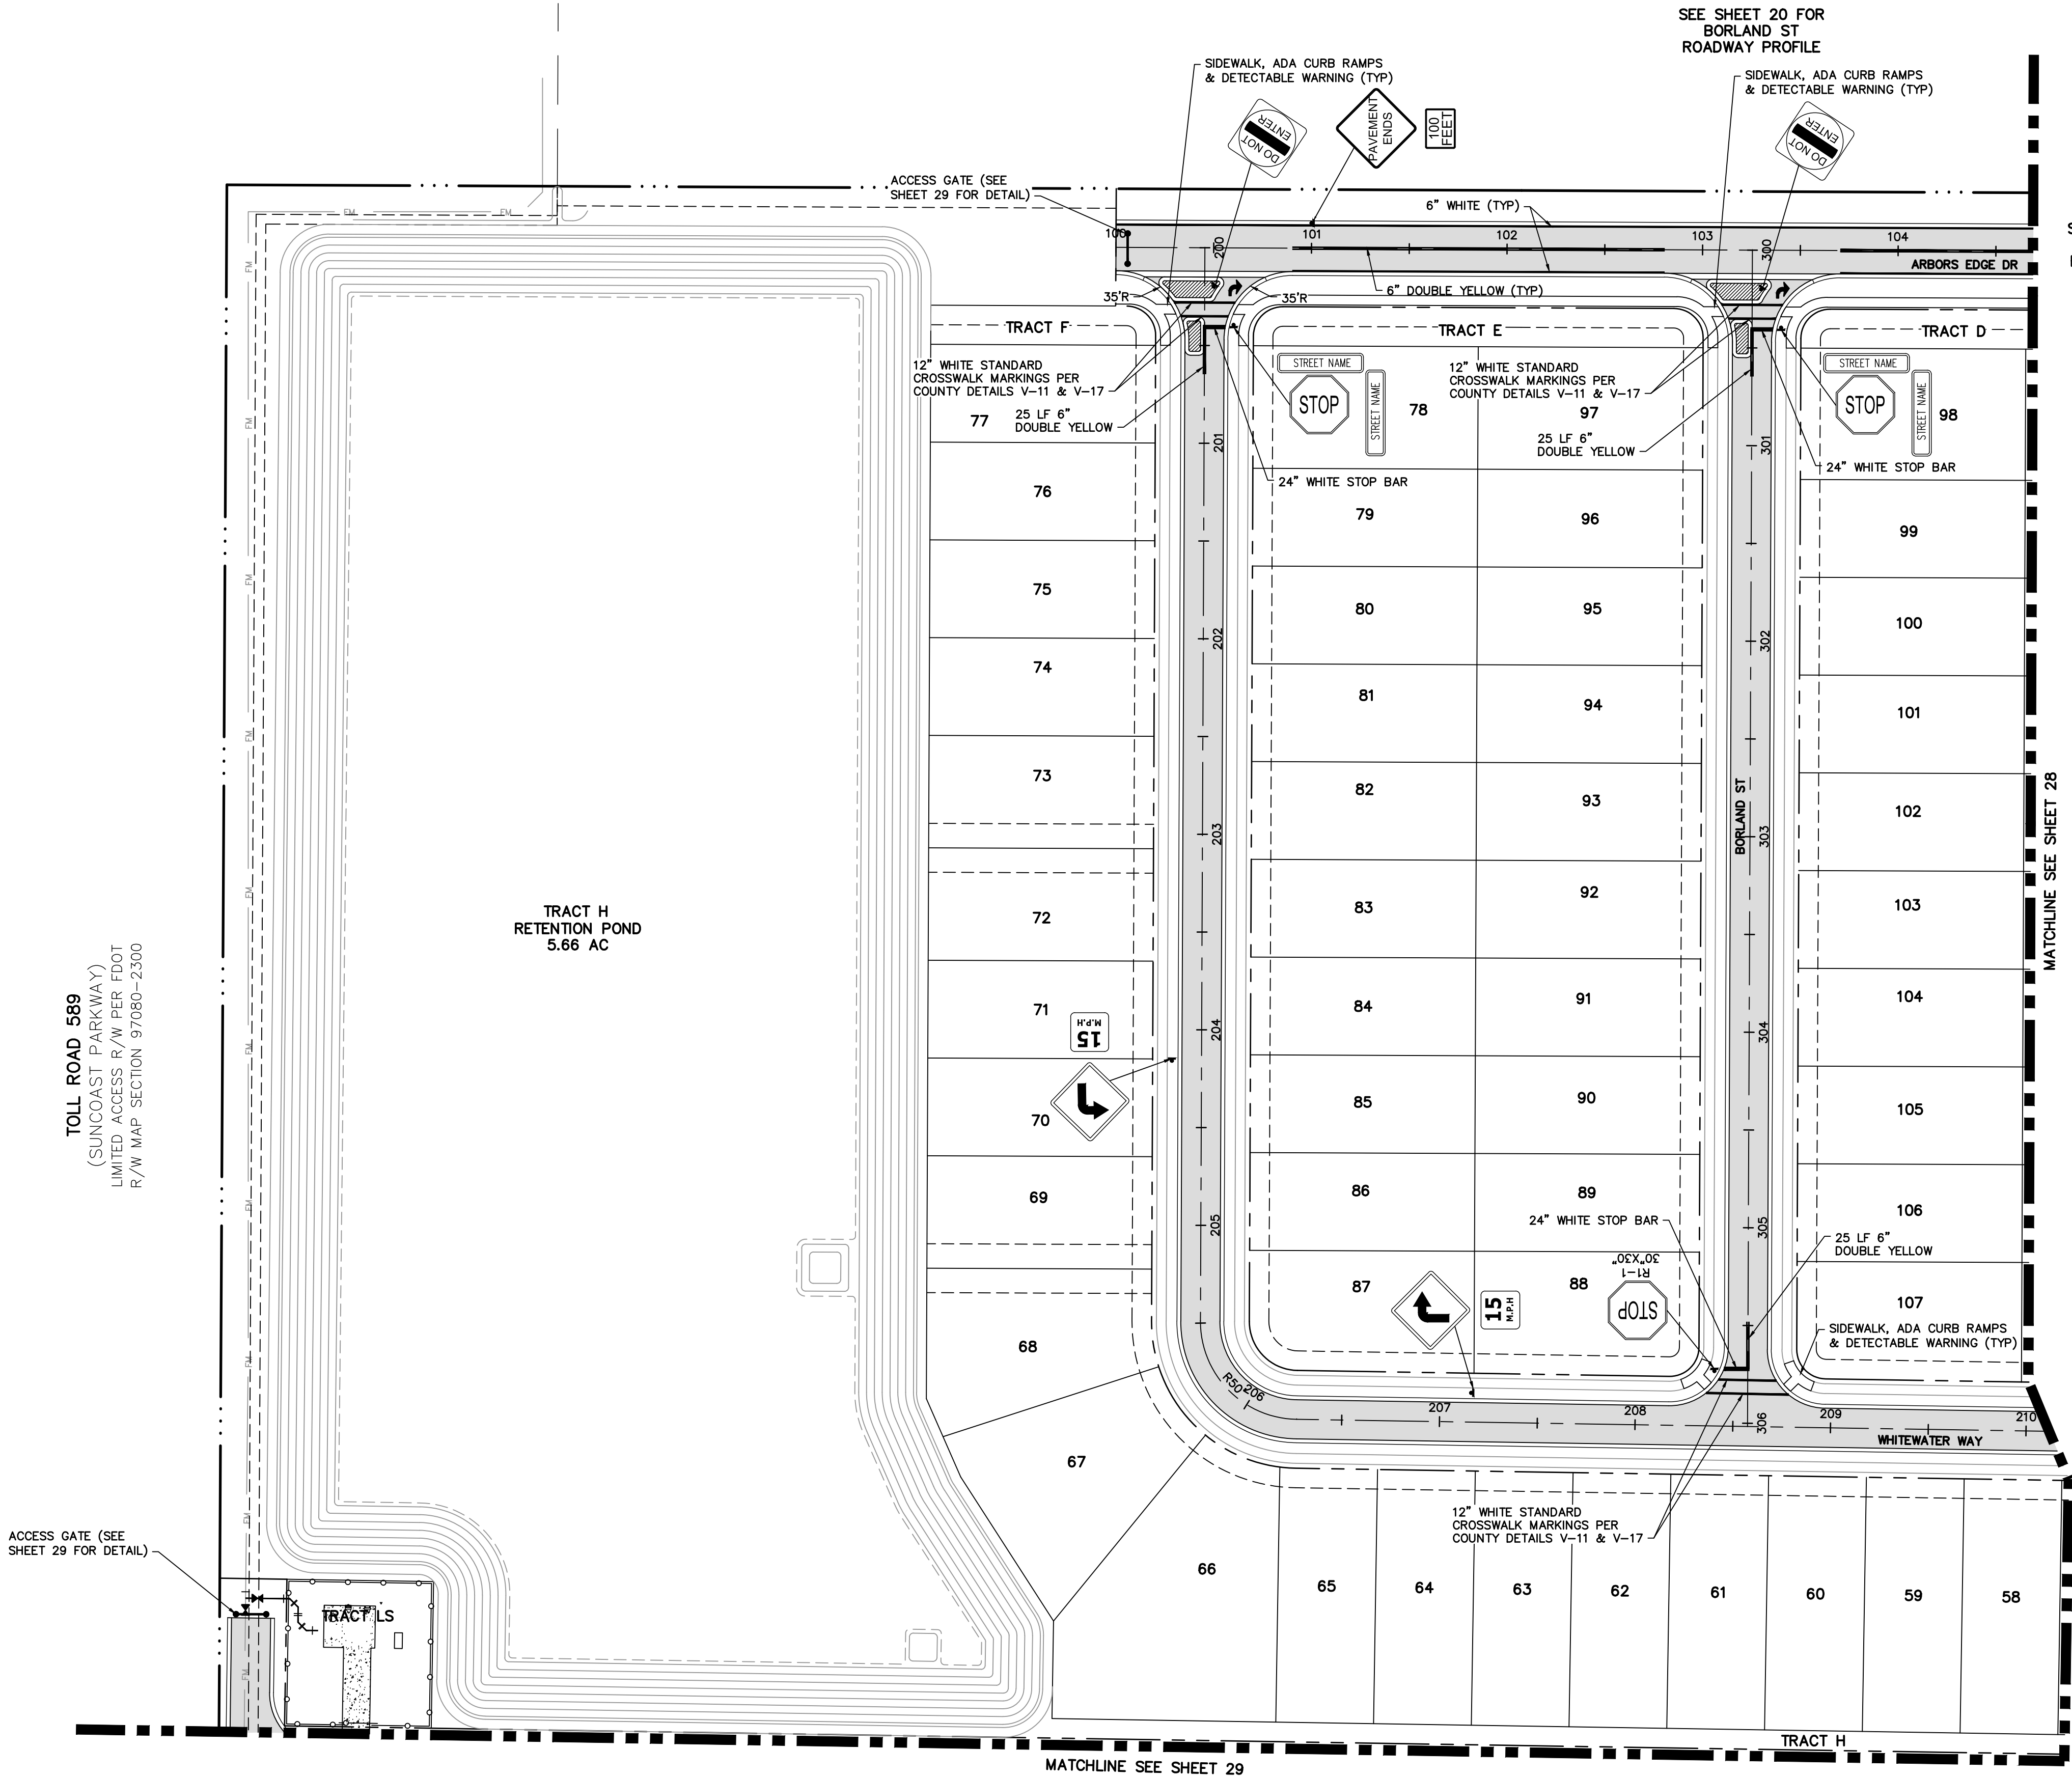 SEE SHEET 20 FOR
BORLAND ST
ROADWAY PROFILE
SIDEWALK, ADA CURB RAMPS
& DETECTABLE WARNING (TYP)
SIDEWALK, ADA CURB RAMPS
& DETECTABLE WARNING (TYP)
DO NOT
ENTER
PAVEMENT
ENDS
100
FEET
DO NOT
ENTER
ACCESS GATE (SEE
SHEET 29 FOR DETAIL)
6" WHITE (TYP)
FM
FM
100
200
101
102
103
300
104
ARBORS EDGE DR
35'R
35'R
6" DOUBLE YELLOW (TYP)
TRACT F
TRACT E
TRACT D
12" WHITE STANDARD
CROSSWALK MARKINGS PER
COUNTY DETAILS V-11 & V-17
25 LF 6"
DOUBLE YELLOW
STREET NAME
STOP
STREET NAME
12" WHITE STANDARD
CROSSWALK MARKINGS PER
COUNTY DETAILS V-11 & V-17
25 LF 6"
DOUBLE YELLOW
STREET NAME
STOP
STREET NAME
77
78
97
98
201
301
24" WHITE STOP BAR
24" WHITE STOP BAR
76
79
96
99
75
80
95
100
202
302
74
81
94
101
73
82
93
102
203
BORLAND ST
303
MATCHLINE SEE SHEET 28
72
83
92
103
TRACT H
RETENTION POND
5.66 AC
TOLL ROAD 589
(SUNCOAST PARKWAY)
LIMITED ACCESS R/W PER FDOT
R/W MAP SECTION 97080-2300
FM
FM
FM
FM
FM
FM
FM
FM
FM
FM
71
84
91
104
15
M.P.H
204
304
70
85
90
105
69
86
89
106
205
305
24" WHITE STOP BAR
25 LF 6"
DOUBLE YELLOW
87
15
M.P.H
88
R1-1
30"X30"
STOP
107
68
SIDEWALK, ADA CURB RAMPS
& DETECTABLE WARNING (TYP)
R50'
206
207
208
306
209
210
WHITEWATER WAY
67
12" WHITE STANDARD
CROSSWALK MARKINGS PER
COUNTY DETAILS V-11 & V-17
ACCESS GATE (SEE
SHEET 29 FOR DETAIL)
66
65
64
63
62
61
60
59
58
TRACT LS
TRACT H
MATCHLINE SEE SHEET 29